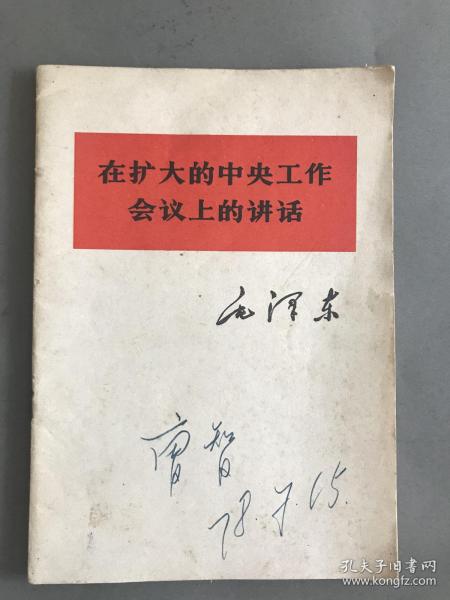 在扩大的中央工作
会议上的讲话
毛泽东
智
78.7.15.
孔夫子旧书网
www.kongfz.com